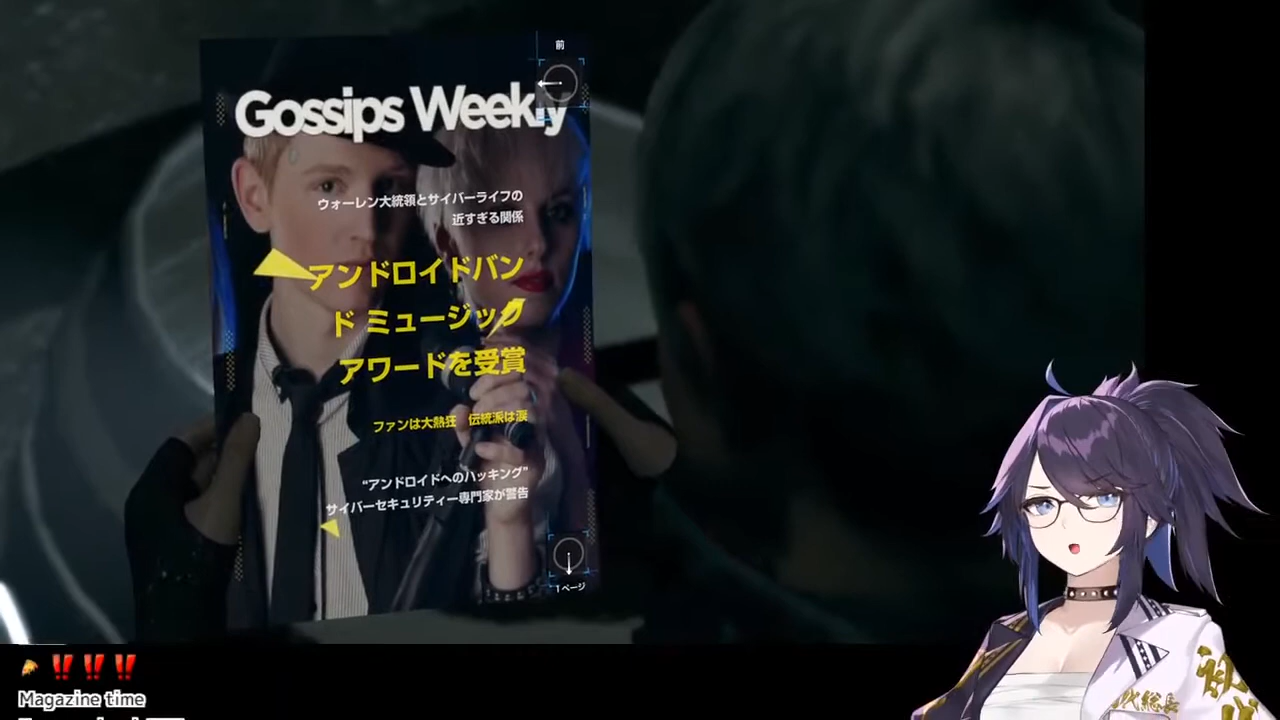 前
Gossips Weekly
ウォーレン大統領とサイバーライフの
近すぎる関係
アンドロイドバン
ド ミュージック
アワードを受賞
ファンは大熱狂　伝統派は涙
“アンドロイドへのハッキング”
サイバーセキュリティー専門家が警告
1ページ
Magazine time
代総長